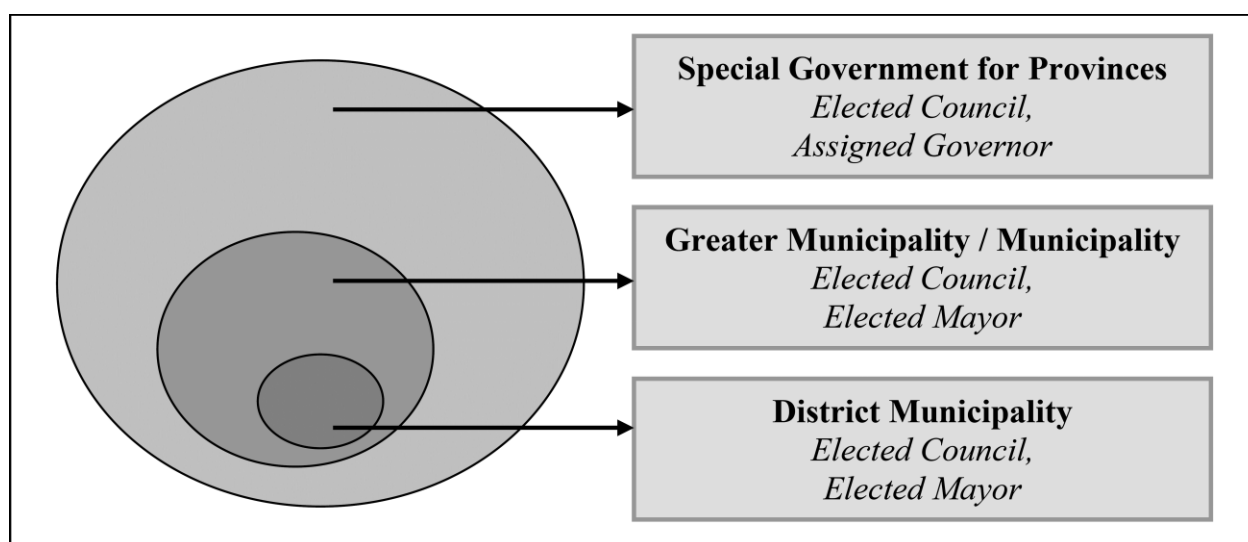 Special Government for Provinces
Elected Council,
Assigned Governor
Greater Municipality / Municipality
Elected Council,
Elected Mayor
District Municipality
Elected Council,
Elected Mayor